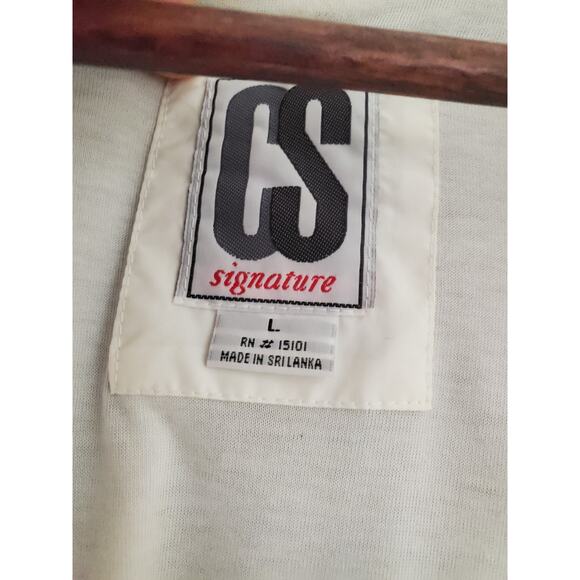 CS
signature
L
RN # 15101
MADE IN SRI LANKA